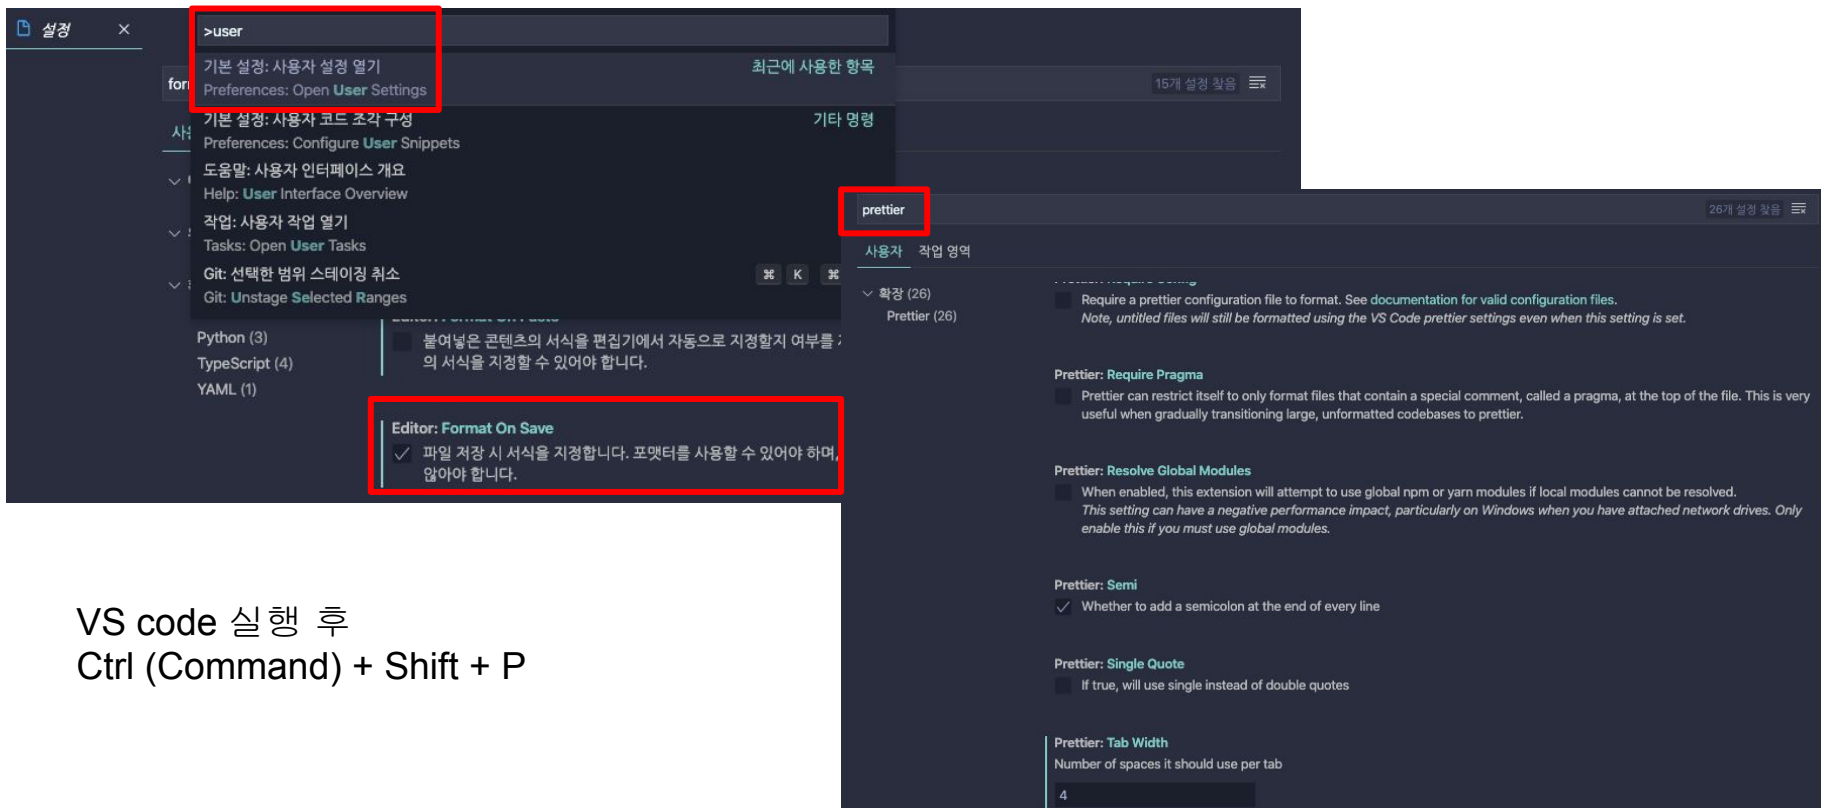 설정
>user
기본 설정: 사용자 설정 열기
최근에 사용한 항목
Preferences: Open User Settings
기본 설정: 사용자 코드 조각 구성
기타 명령
Preferences: Configure User Snippets
도움말: 사용자 인터페이스 개요
Help: User Interface Overview
작업: 사용자 작업 열기
Tasks: Open User Tasks
Git: 선택한 범위 스테이징 취소
⌘ K ⌘
Git: Unstage Selected Ranges
15개 설정 찾음
Python (3)
TypeScript (4)
YAML (1)
Editor: Format On Paste
붙여넣은 콘텐츠의 서식을 편집기에서 자동으로 지정할지 여부를
의 서식을 지정할 수 있어야 합니다.
Editor: Format On Save
파일 저장 시 서식을 지정합니다. 포맷터를 사용할 수 있어야 하며,
않아야 합니다.
VS code 실행 후
Ctrl (Command) + Shift + P
prettier
26개 설정 찾음
사용자 작업 영역
확장 (26)
Prettier (26)
Prettier: Require Config
Require a prettier configuration file to format. See documentation for valid configuration files.
Note, untitled files will still be formatted using the VS Code prettier settings even when this setting is set.
Prettier: Require Pragma
Prettier can restrict itself to only format files that contain a special comment, called a pragma, at the top of the file. This is very
useful when gradually transitioning large, unformatted codebases to prettier.
Prettier: Resolve Global Modules
When enabled, this extension will attempt to use global npm or yarn modules if local modules cannot be resolved.
This setting can have a negative performance impact, particularly on Windows when you have attached network drives. Only
enable this if you must use global modules.
Prettier: Semi
Whether to add a semicolon at the end of every line
Prettier: Single Quote
If true, will use single instead of double quotes
Prettier: Tab Width
Number of spaces it should use per tab
4